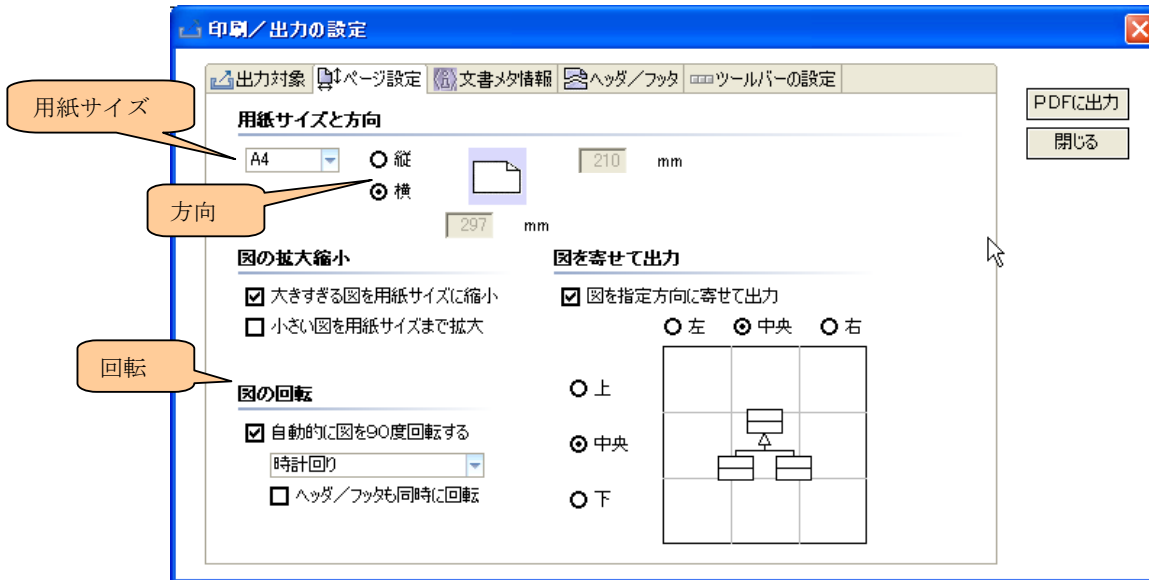 印刷／出力の設定
出力対象 ページ設定 文書メタ情報 ヘッダ／フッタ ツールバーの設定
PDFに出力
閉じる
用紙サイズ
用紙サイズと方向
A4
縦
横
210 mm
297 mm
方向
図の拡大縮小
大きすぎる図を用紙サイズに縮小
小さい図を用紙サイズまで拡大
図を寄せて出力
図を指定方向に寄せて出力
左 中央 右
上
中央
下
回転
図の回転
自動的に図を90度回転する
時計回り
ヘッダ／フッタも同時に回転